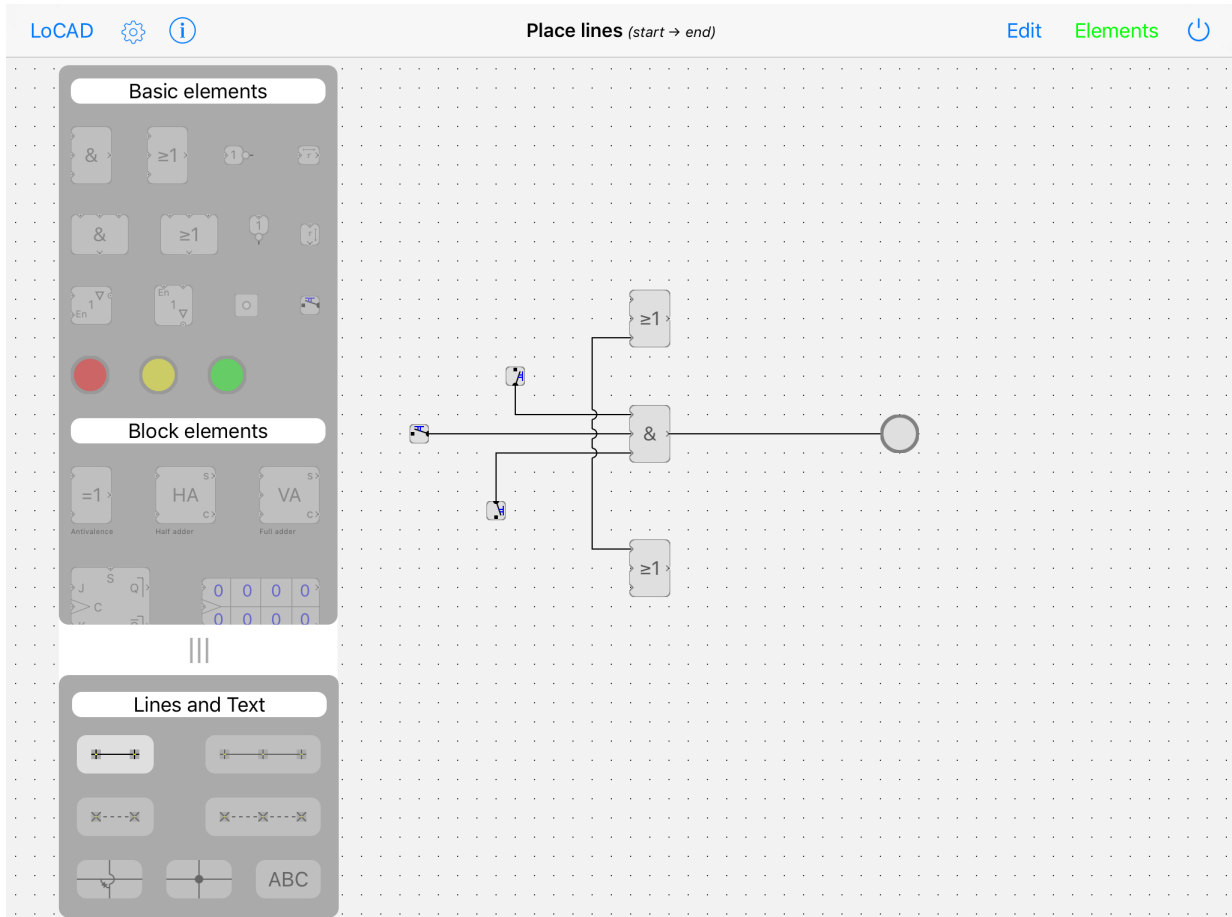 LoCAD
Place lines (start → end)
Edit
Elements
Basic elements
&
≥1
1
r
&
≥1
1
r
1
En
En
1
Block elements
=1
S
HA
C
S
VA
C
Antivalence
Half adder
Full adder
S
J
Q
C
0 0 0 0
0 0 0 0
Lines and Text
ABC
≥1
&
≥1